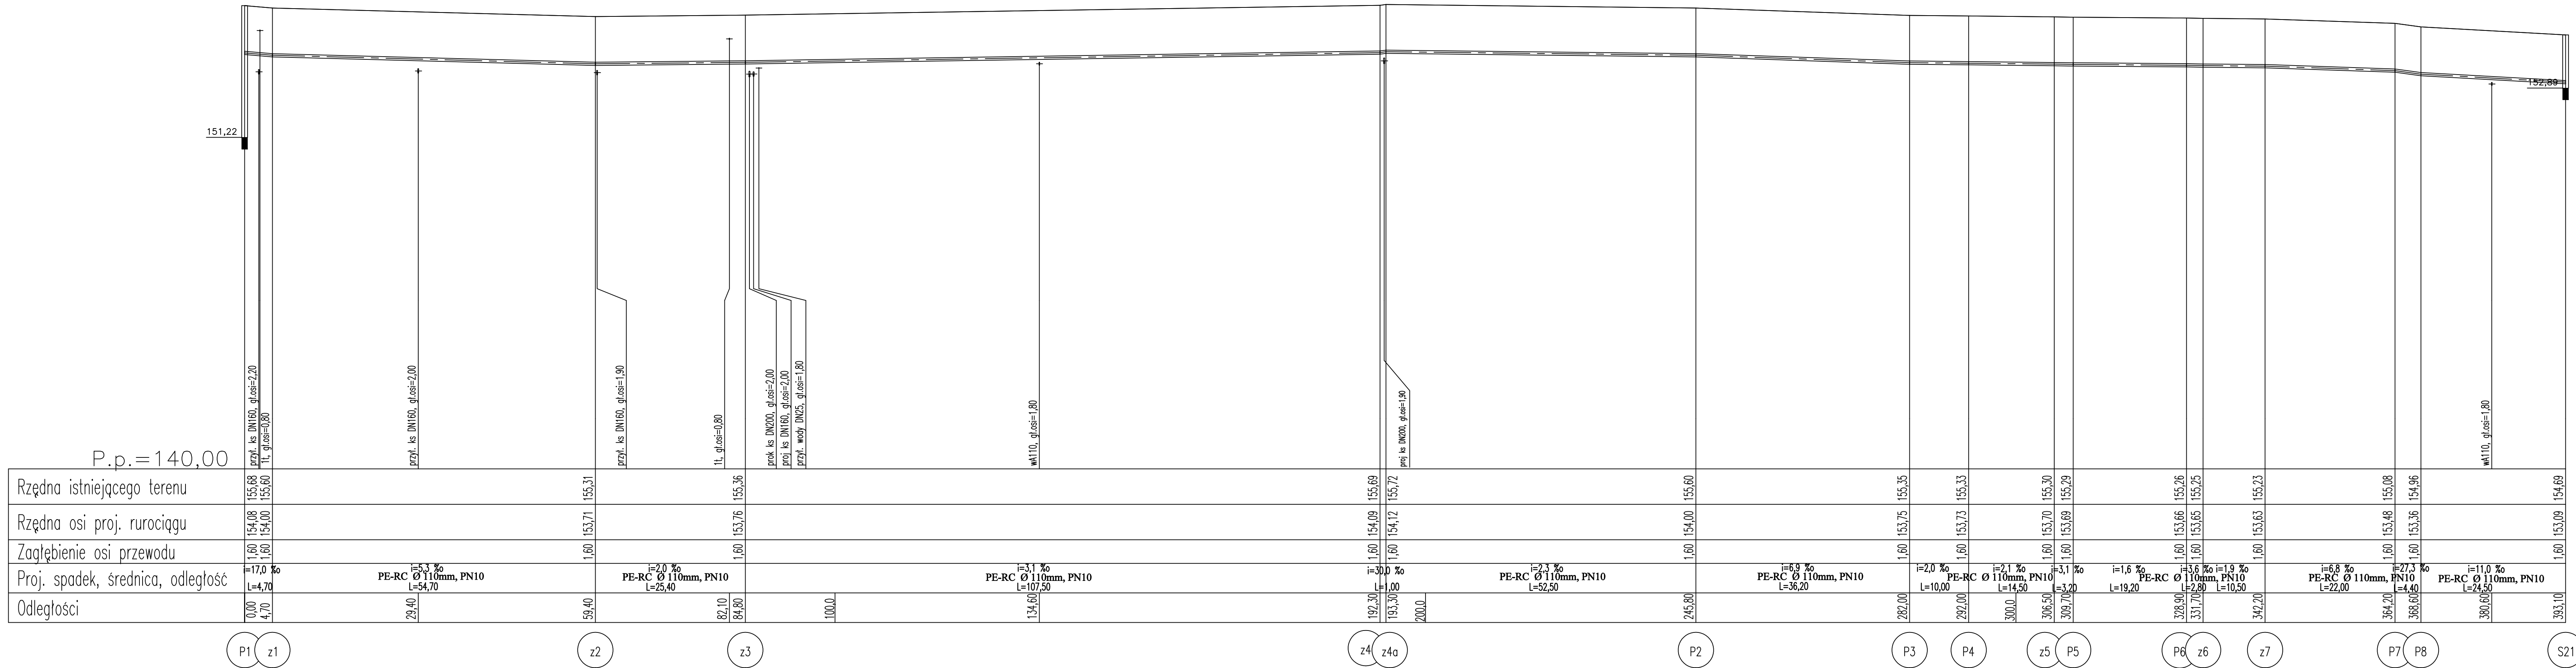 151,22
152,89
przył. ks DN160, gł.osi=2,20
1t, gł.osi=0,80
przył. ks DN160, gł.osi=2,00
przył. ks DN160, gł.osi=1,90
1t, gł.osi=0,80
prok ks DN200, gł.osi=2,00
proj ks DN160, gł.osi=2,00
przył. wody DN25, gł.osi=1,80
wA110, gł.osi=1,80
proj ks DN200, gł.osi=1,90
wA110, gł.osi=1,80
P.p.=140,00
Rzędna istniejącego terenu
155,68 155,60 155,31 155,36 155,69 155,72 155,60 155,35 155,33 155,30 155,29 155,26 155,25 155,23 155,08 154,96 154,69
Rzędna osi proj. rurociągu
154,08 154,00 153,71 153,76 154,09 154,12 154,00 153,75 153,73 153,70 153,69 153,66 153,65 153,63 153,48 153,36 153,09
Zagłębienie osi przewodu
1,60 1,60 1,60 1,60 1,60 1,60 1,60 1,60 1,60 1,60 1,60 1,60 1,60 1,60 1,60 1,60 1,60
Proj. spadek, średnica, odległość
i=17,0 ‰ i=5,3 ‰ i=2,0 ‰ i=3,1 ‰ i=30,0 ‰ i=2,3 ‰ i=6,9 ‰ i=2,0 ‰ i=2,1 ‰ i=3,1 ‰ i=1,6 ‰ i=3,6 ‰ i=1,9 ‰ i=6,8 ‰ i=27,3 ‰ i=11,0 ‰
PE-RC Ø 110mm, PN10 PE-RC Ø 110mm, PN10 PE-RC Ø 110mm, PN10 PE-RC Ø 110mm, PN10 PE-RC Ø 110mm, PN10 PE-RC Ø 110mm, PN10 PE-RC Ø 110mm, PN10 PE-RC Ø 110mm, PN10 PE-RC Ø 110mm, PN10
L=4,70 L=54,70 L=25,40 L=107,50 L=1,00 L=52,50 L=36,20 L=10,00 L=14,50 L=3,20 L=19,20 L=2,80 L=10,50 L=22,00 L=4,40 L=24,50
Odległości
0,00 4,70 29,40 59,40 82,10 84,80 100,0 134,60 192,30 193,30 200,0 245,80 282,00 292,00 300,0 306,50 309,70 328,90 331,70 342,20 364,20 368,60 380,60 393,10
P1 z1 z2 z3 z4 z4a P2 P3 P4 z5 P5 P6 z6 z7 P7 P8 S21